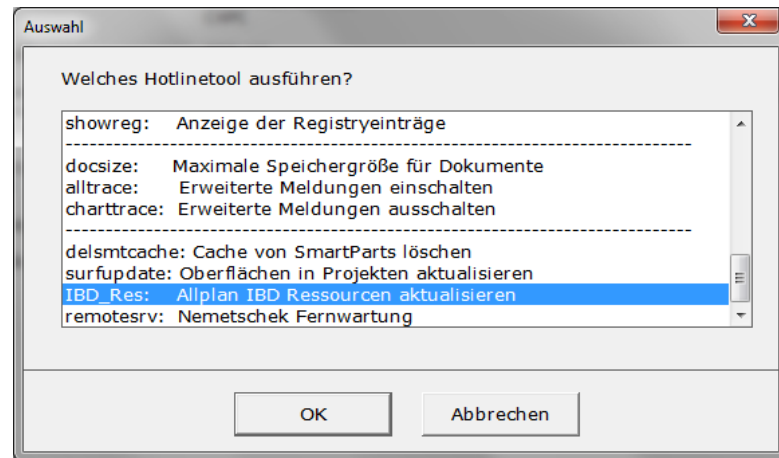 Auswahl
Welches Hotlinetool ausführen?
showreg: Anzeige der Registryeinträge
------------------------------------------------------------------------
docsize: Maximale Speichergröße für Dokumente
alltrace: Erweiterte Meldungen einschalten
charttrace: Erweiterte Meldungen ausschalten
------------------------------------------------------------------------
delsmtcache: Cache von SmartParts löschen
surfupdate: Oberflächen in Projekten aktualisieren
IBD_Res: Allplan IBD Ressourcen aktualisieren
remotesrv: Nemetschek Fernwartung
OK Abbrechen